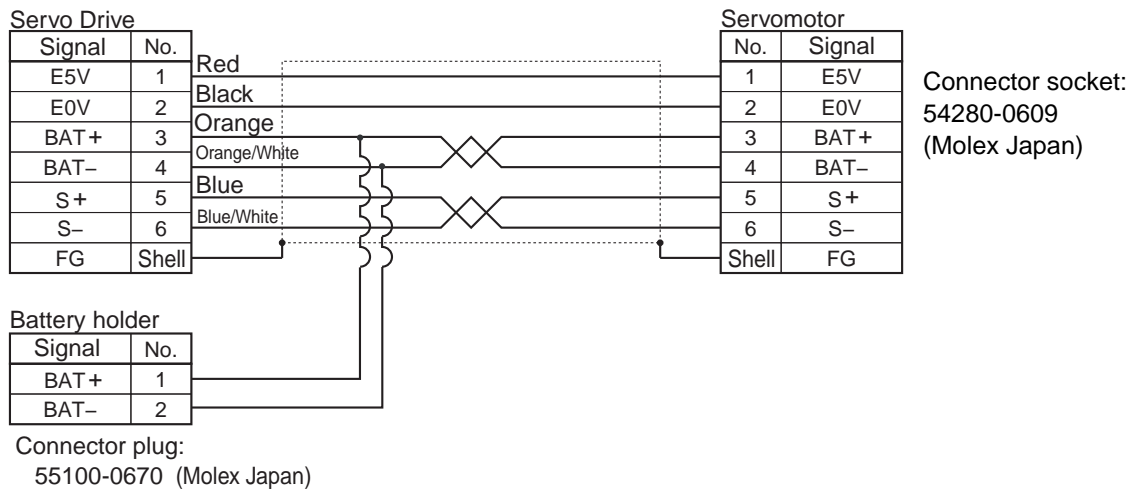 Servo Drive
Signal No.
E5V 1
E0V 2
BAT+ 3
BAT− 4
S+ 5
S− 6
FG Shell
Red
Black
Orange
Orange/White
Blue
Blue/White
Servomotor
No. Signal
1 E5V
2 E0V
3 BAT+
4 BAT−
5 S+
6 S−
Shell FG
Connector socket:
54280-0609
(Molex Japan)
Battery holder
Signal No.
BAT+ 1
BAT− 2
Connector plug:
55100-0670 (Molex Japan)